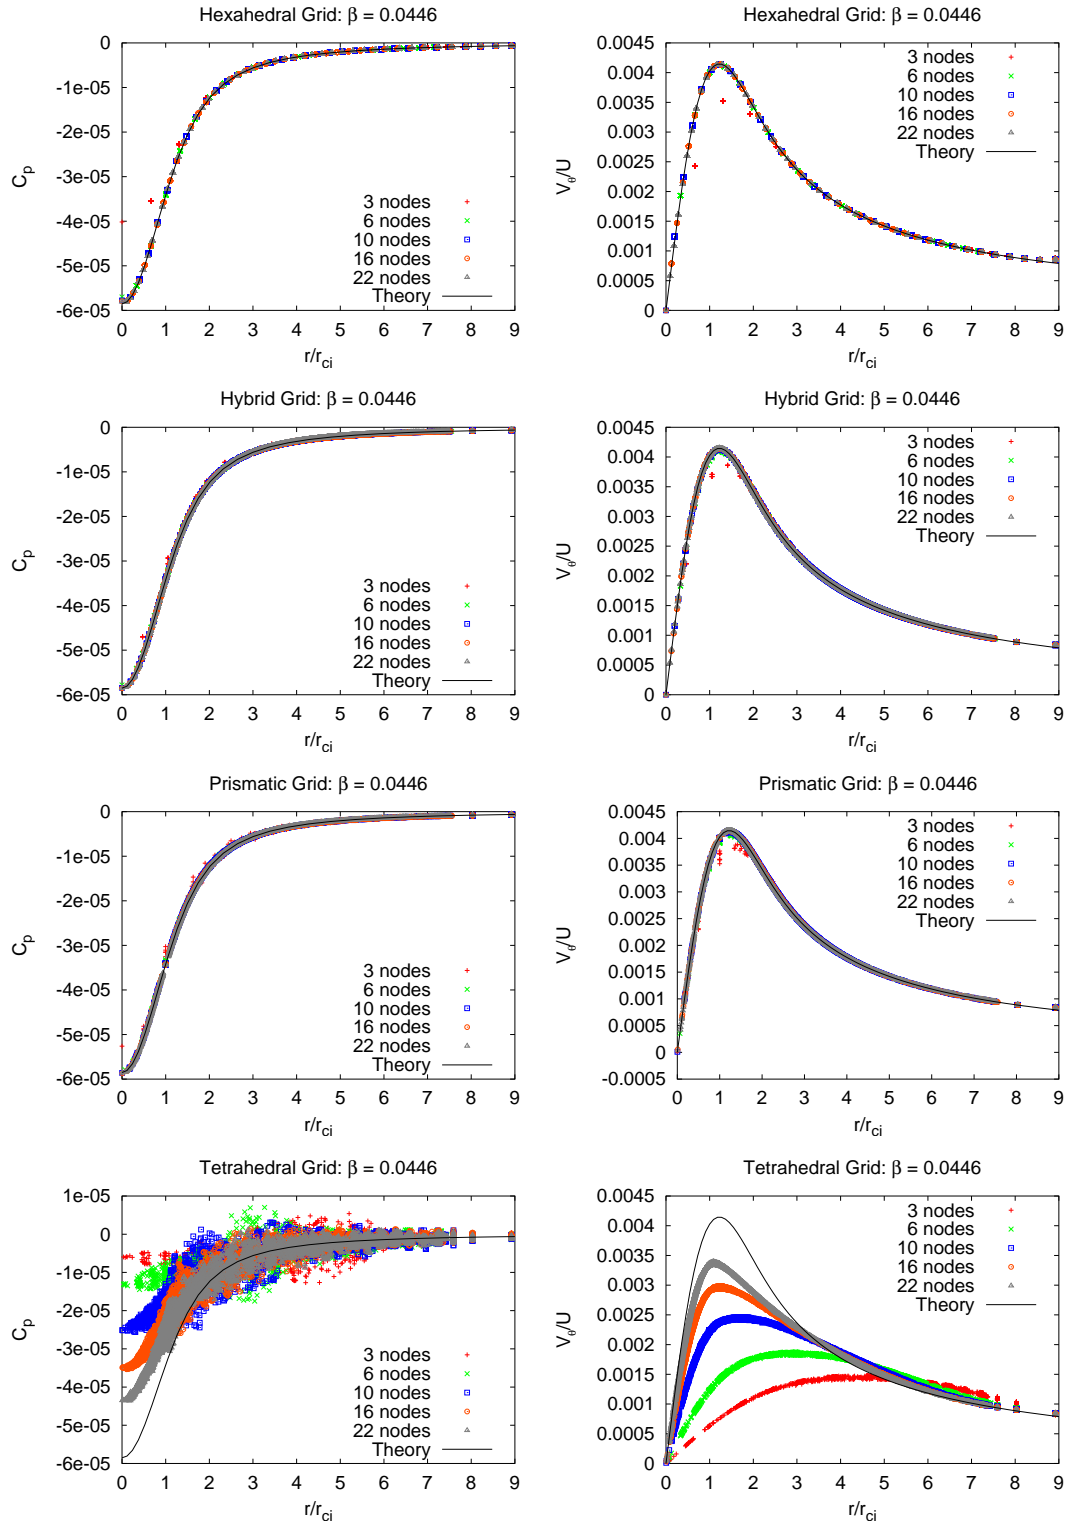 Hexahedral Grid: β = 0.0446
0
-1e-05
-2e-05
-3e-05
-4e-05
-5e-05
-6e-05
C_p
3 nodes
6 nodes
10 nodes
16 nodes
22 nodes
Theory
0 1 2 3 4 5 6 7 8 9
r/r_ci
Hexahedral Grid: β = 0.0446
0.0045
0.004
0.0035
0.003
0.0025
0.002
0.0015
0.001
0.0005
0
V_θ/U
3 nodes
6 nodes
10 nodes
16 nodes
22 nodes
Theory
0 1 2 3 4 5 6 7 8 9
r/r_ci
Hybrid Grid: β = 0.0446
0
-1e-05
-2e-05
-3e-05
-4e-05
-5e-05
-6e-05
C_p
3 nodes
6 nodes
10 nodes
16 nodes
22 nodes
Theory
0 1 2 3 4 5 6 7 8 9
r/r_ci
Hybrid Grid: β = 0.0446
0.0045
0.004
0.0035
0.003
0.0025
0.002
0.0015
0.001
0.0005
0
V_θ/U
3 nodes
6 nodes
10 nodes
16 nodes
22 nodes
Theory
0 1 2 3 4 5 6 7 8 9
r/r_ci
Prismatic Grid: β = 0.0446
0
-1e-05
-2e-05
-3e-05
-4e-05
-5e-05
-6e-05
C_p
3 nodes
6 nodes
10 nodes
16 nodes
22 nodes
Theory
0 1 2 3 4 5 6 7 8 9
r/r_ci
Prismatic Grid: β = 0.0446
0.0045
0.004
0.0035
0.003
0.0025
0.002
0.0015
0.001
0.0005
0
-0.0005
V_θ/U
3 nodes
6 nodes
10 nodes
16 nodes
22 nodes
Theory
0 1 2 3 4 5 6 7 8 9
r/r_ci
Tetrahedral Grid: β = 0.0446
1e-05
0
-1e-05
-2e-05
-3e-05
-4e-05
-5e-05
-6e-05
C_p
3 nodes
6 nodes
10 nodes
16 nodes
22 nodes
Theory
0 1 2 3 4 5 6 7 8 9
r/r_ci
Tetrahedral Grid: β = 0.0446
0.0045
0.004
0.0035
0.003
0.0025
0.002
0.0015
0.001
0.0005
0
V_θ/U
3 nodes
6 nodes
10 nodes
16 nodes
22 nodes
Theory
0 1 2 3 4 5 6 7 8 9
r/r_ci